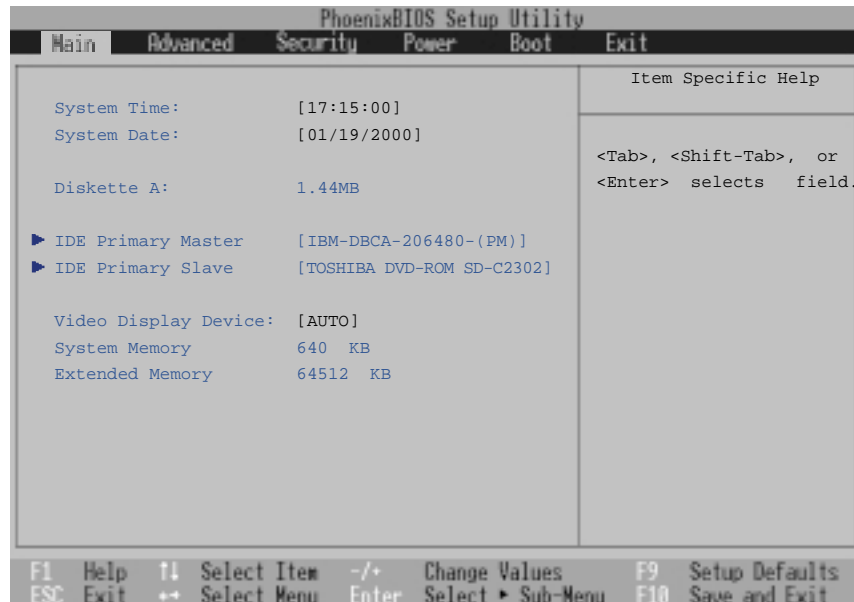 PhoenixBIOS Setup Utility
Main Advanced Security Power Boot Exit
Item Specific Help
System Time: [17:15:00]
System Date: [01/19/2000]
<Tab>, <Shift-Tab>, or
<Enter> selects field.
Diskette A: 1.44MB
IDE Primary Master [IBM-DBCA-206480-(PM)]
IDE Primary Slave [TOSHIBA DVD-ROM SD-C2302]
Video Display Device: [AUTO]
System Memory 640 KB
Extended Memory 64512 KB
F1 Help ↑↓ Select Item -/+ Change Values F9 Setup Defaults
ESC Exit ←→ Select Menu Enter Select ▶ Sub-Menu F10 Save and Exit